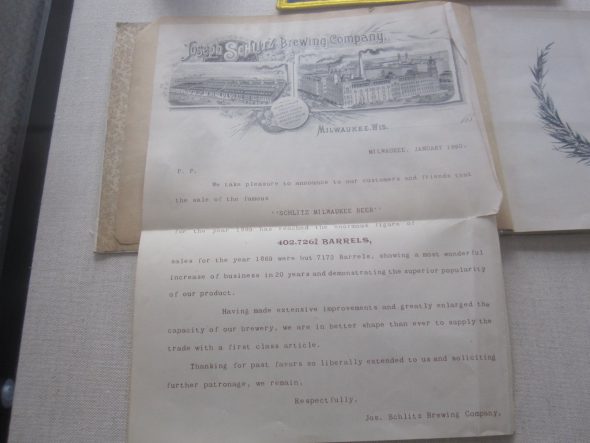 Joseph Schlitz Brewing Company,
Milwaukee, Wis.
MILWAUKEE, JANUARY 1890.
P. P.
We take pleasure to announce to our customers and friends that
the sale of the famous
"SCHLITZ MILWAUKEE BEER"
for the year 1889 has reached the enormous figure of
402.726½ BARRELS,
sales for the year 1869 were but 7173 Barrels, showing a most wonderful
increase of business in 20 years and demonstrating the superior popularity
of our product.
Having made extensive improvements and greatly enlarged the
capacity of our brewery, we are in better shape than ever to supply the
trade with a first class article.
Thanking for past favors so liberally extended to us and soliciting
further patronage, we remain,
Respectfully,
Jos. Schlitz Brewing Company.